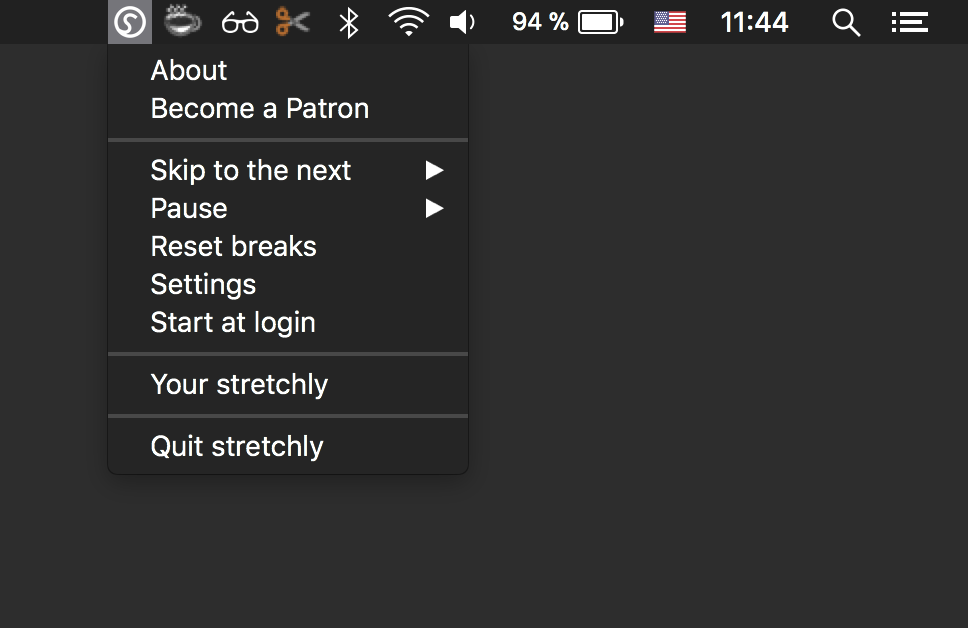 94 % 11:44
About
Become a Patron
Skip to the next
Pause
Reset breaks
Settings
Start at login
Your stretchly
Quit stretchly